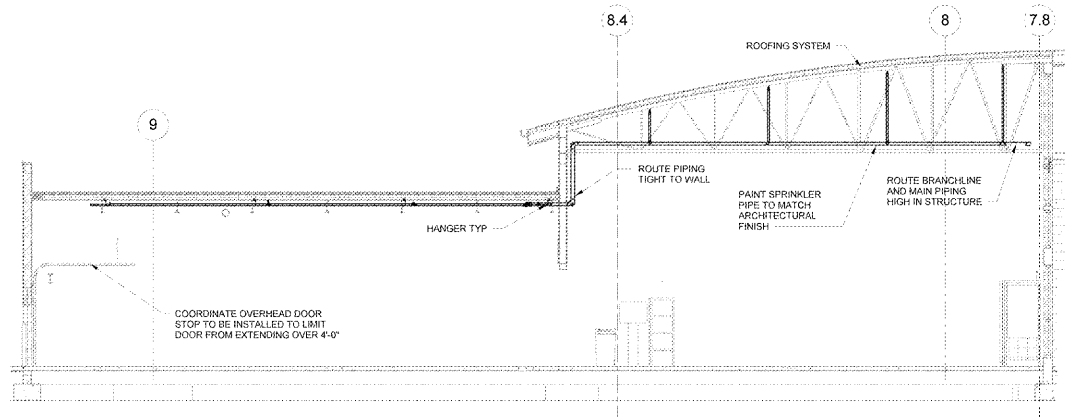 8.4
8
7.8
ROOFING SYSTEM
9
ROUTE PIPING
TIGHT TO WALL
PAINT SPRINKLER
PIPE TO MATCH
ARCHITECTURAL
FINISH
ROUTE BRANCHLINE
AND MAIN PIPING
HIGH IN STRUCTURE
HANGER TYP
COORDINATE OVERHEAD DOOR
STOP TO BE INSTALLED TO LIMIT
DOOR FROM EXTENDING OVER 4'-0"